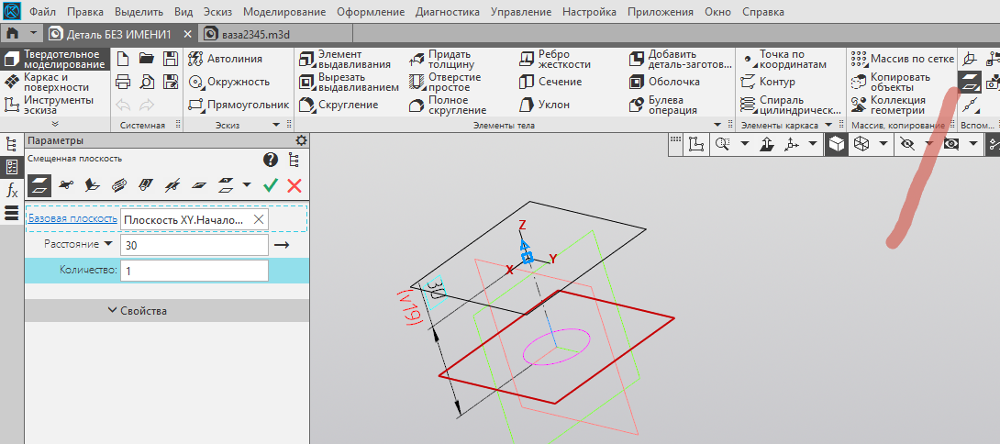 Файл Правка Выделить Вид Эскиз Моделирование Оформление Диагностика Управление Настройка Приложения Окно Справка
Деталь БЕЗ ИМЕНИ1
ваза2345.m3d
Твердотельное
моделирование
Каркас и
поверхности
Инструменты
эскиза
Системная
Автолиния
Окружность
Прямоугольник
Эскиз
Элемент
выдавливания
Вырезать
выдавливанием
Скругление
Придать
толщину
Отверстие
простое
Полное
скругление
Ребро
жесткости
Сечение
Уклон
Добавить
деталь-заготов...
Оболочка
Булева
операция
Элементы тела
Точка по
координатам
Контур
Спираль
цилиндрическ...
Элементы каркаса
Массив по сетке
Копировать
объекты
Коллекция
геометрии
Массив, копирование
Вспом...
Параметры
Смещенная плоскость
Базовая плоскость
Плоскость XY.Начало...
Расстояние
30
Количество:
1
Свойства
fx
Z
X
Y
30
(v19)